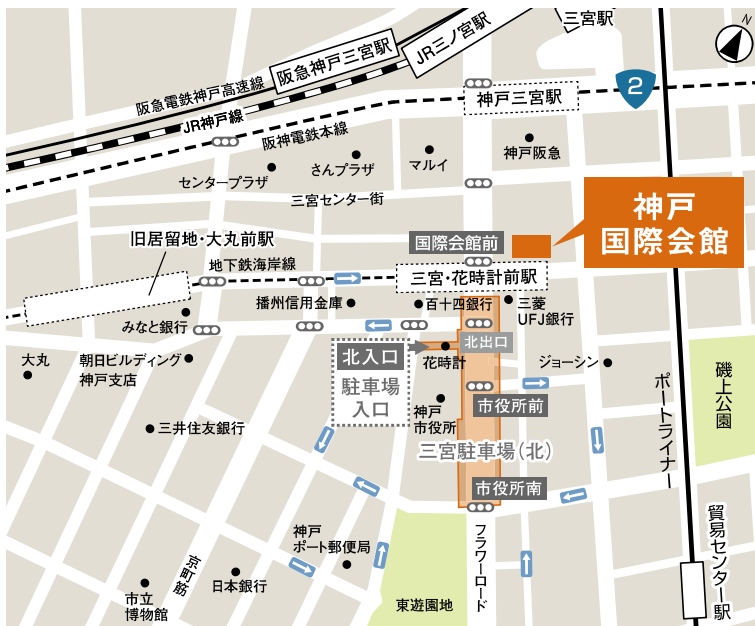 三宮駅
N
JR三ノ宮駅
阪急神戸三宮駅
阪急電鉄神戸高速線
JR神戸線
阪神電鉄本線
神戸三宮駅
2
神戸阪急
マルイ
さんプラザ
センタープラザ
三宮センター街
神戸
国際会館
国際会館前
旧居留地・大丸前駅
地下鉄海岸線
三宮・花時計前駅
播州信用金庫
百十四銀行
三菱
UFJ銀行
みなと銀行
北出口
大丸
朝日ビルディング
神戸支店
北入口
駐車場
入口
花時計
ジョーシン
磯上公園
ポートライナー
神戸
市役所
市役所前
三井住友銀行
三宮駐車場(北)
市役所南
神戸
ポート郵便局
フラワーロード
貿易センター駅
京町筋
日本銀行
市立
博物館
東遊園地